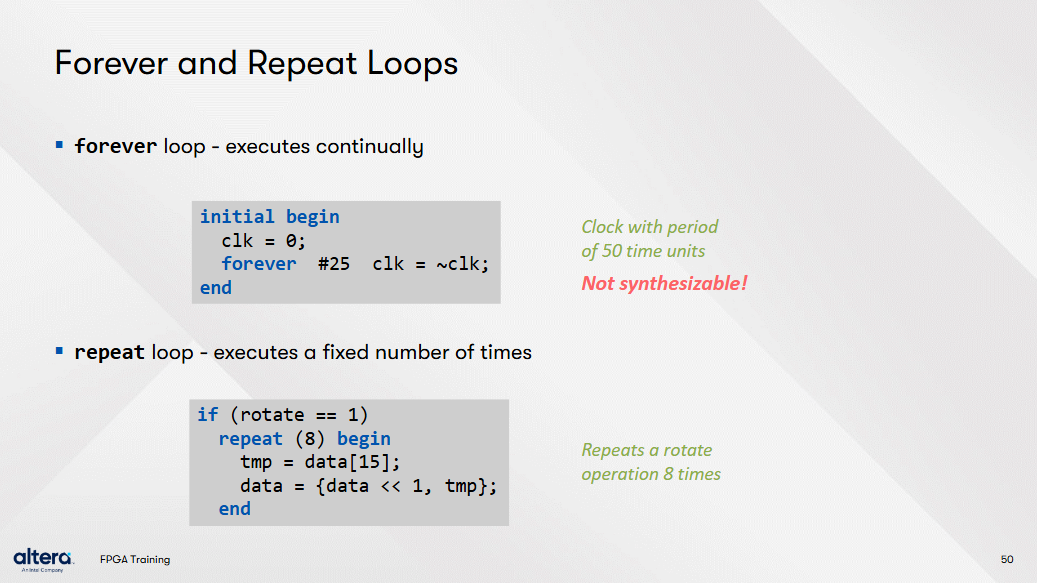 Forever and Repeat Loops
▪ forever loop - executes continually
initial begin
  clk = 0;
  forever  #25  clk = ~clk;
end
Clock with period
of 50 time units
Not synthesizable!
▪ repeat loop - executes a fixed number of times
if (rotate == 1)
  repeat (8) begin
    tmp = data[15];
    data = {data << 1, tmp};
  end
Repeats a rotate
operation 8 times
altera.
An Intel Company
FPGA Training
50